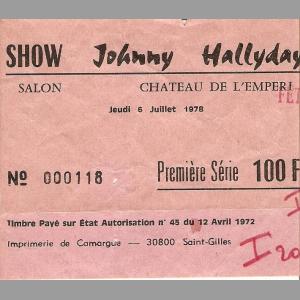 SHOW Johnny Hallyday
SALON CHATEAU DE L'EMPERI
Jeudi 6 Juillet 1978
No 000118 Première Série 100 F
Timbre Payé sur État Autorisation n° 45 du 12 Avril 1972
Imprimerie de Camargue — 30800 Saint-Gilles